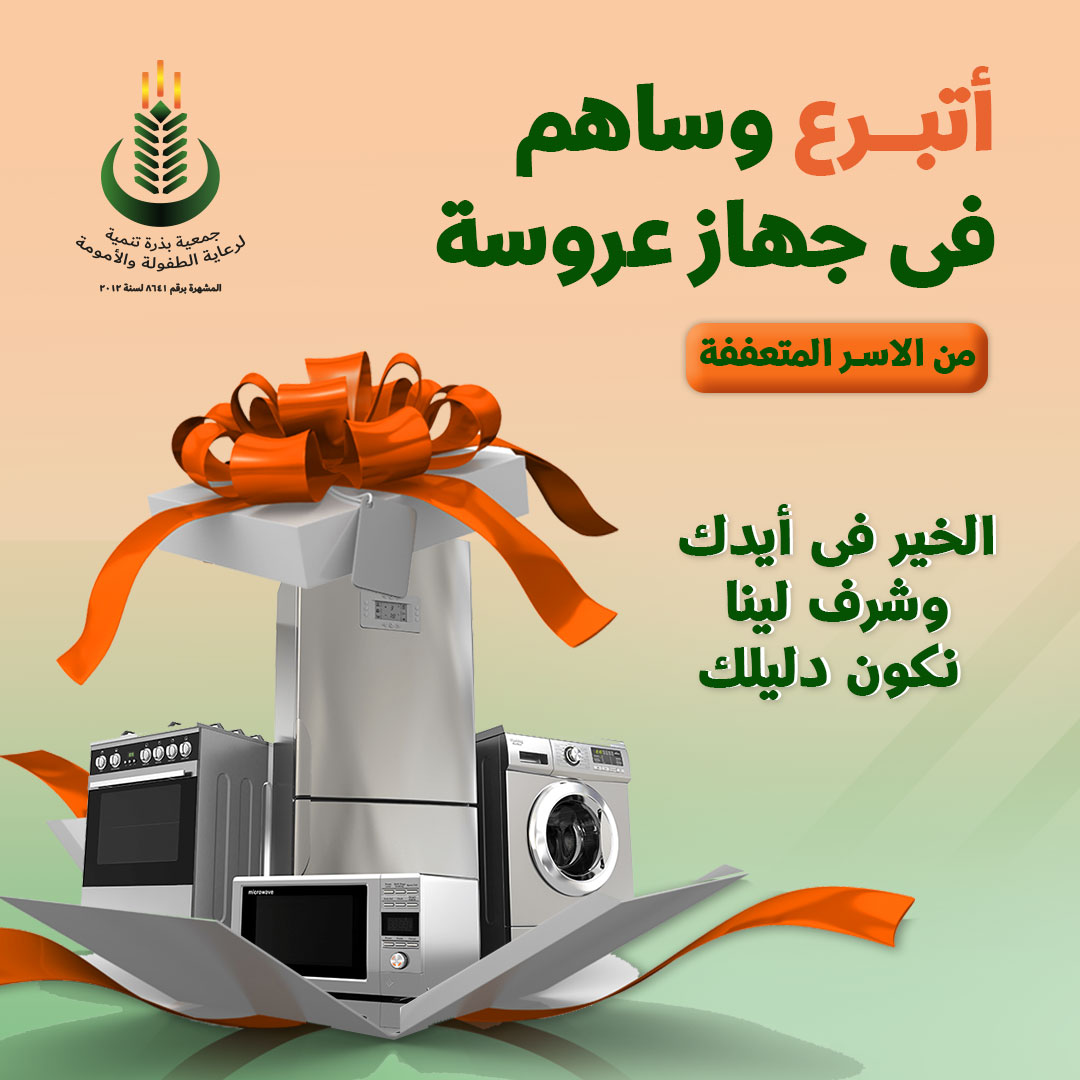 أتبرع وساهم
فى جهاز عروسة
من الاسر المتعففة
جمعية بذرة تنمية
لرعاية الطفولة والأمومة
المشهرة برقم ٨٦٤١ لسنة ٢٠١٢
الخير فى أيدك
وشرف لينا
نكون دليلك
microwave